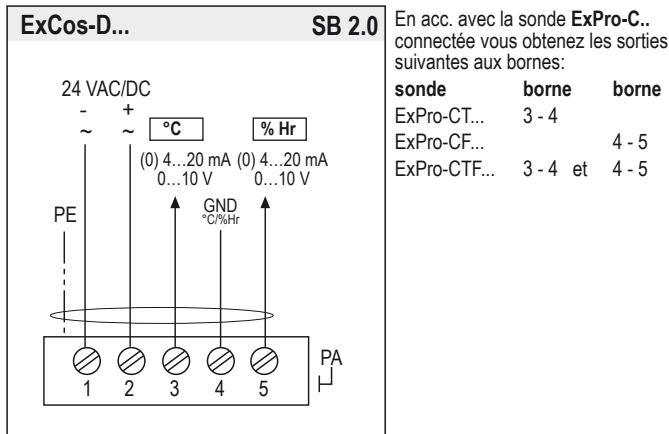 ExCos-D... SB 2.0
24 VAC/DC
- +
~ ~
°C % Hr
(0) 4…20 mA (0) 4…20 mA
0…10 V 0…10 V
PE
GND
°C/%Hr
PA
1 2 3 4 5
En acc. avec la sonde ExPro-C..
connectée vous obtenez les sorties
suivantes aux bornes:
sonde borne borne
ExPro-CT... 3 - 4
ExPro-CF... 4 - 5
ExPro-CTF... 3 - 4 et 4 - 5